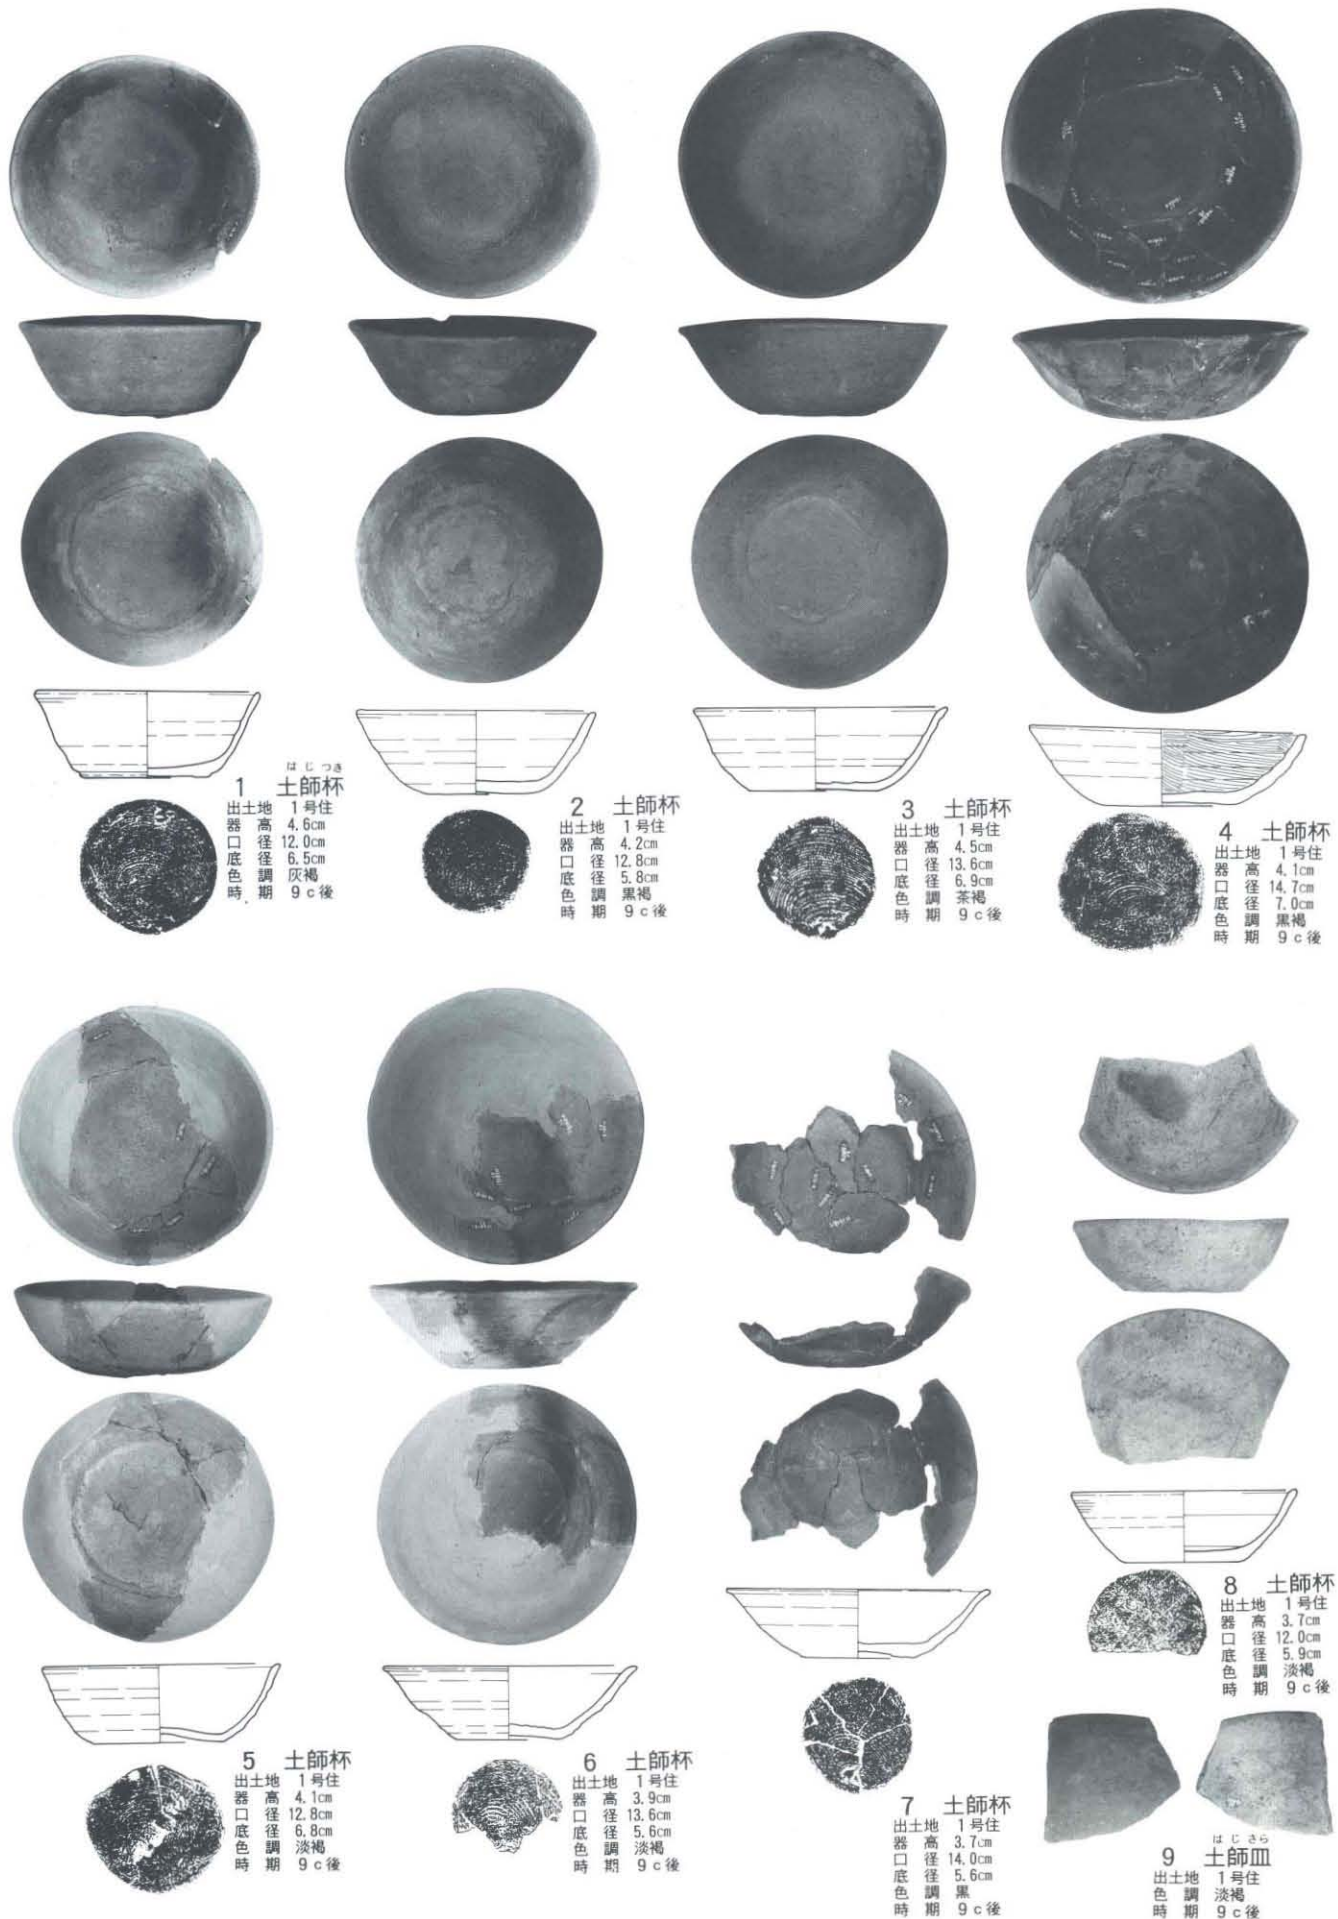 はじつき
1 土師杯
出土地 1号住
器高 4.6cm
口径 12.0cm
底径 6.5cm
色調 灰褐
時期 9c後
2 土師杯
出土地 1号住
器高 4.2cm
口径 12.8cm
底径 5.8cm
色調 黒褐
時期 9c後
3 土師杯
出土地 1号住
器高 4.5cm
口径 13.6cm
底径 6.9cm
色調 茶褐
時期 9c後
4 土師杯
出土地 1号住
器高 4.1cm
口径 14.7cm
底径 7.0cm
色調 黒褐
時期 9c後
5 土師杯
出土地 1号住
器高 4.1cm
口径 12.8cm
底径 6.8cm
色調 淡褐
時期 9c後
6 土師杯
出土地 1号住
器高 3.9cm
口径 13.6cm
底径 5.6cm
色調 淡褐
時期 9c後
7 土師杯
出土地 1号住
器高 3.7cm
口径 14.0cm
底径 5.6cm
色調 黒
時期 9c後
8 土師杯
出土地 1号住
器高 3.7cm
口径 12.0cm
底径 5.9cm
色調 淡褐
時期 9c後
はじさら
9 土師皿
出土地 1号住
色調 淡褐
時期 9c後